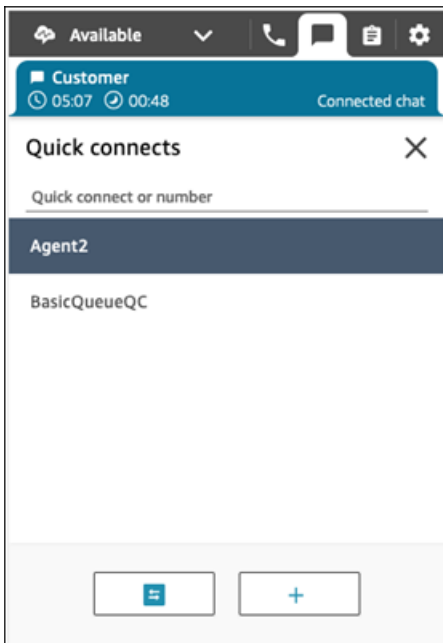 Available
Customer
05:07 00:48 Connected chat
Quick connects
Quick connect or number
Agent2
BasicQueueQC